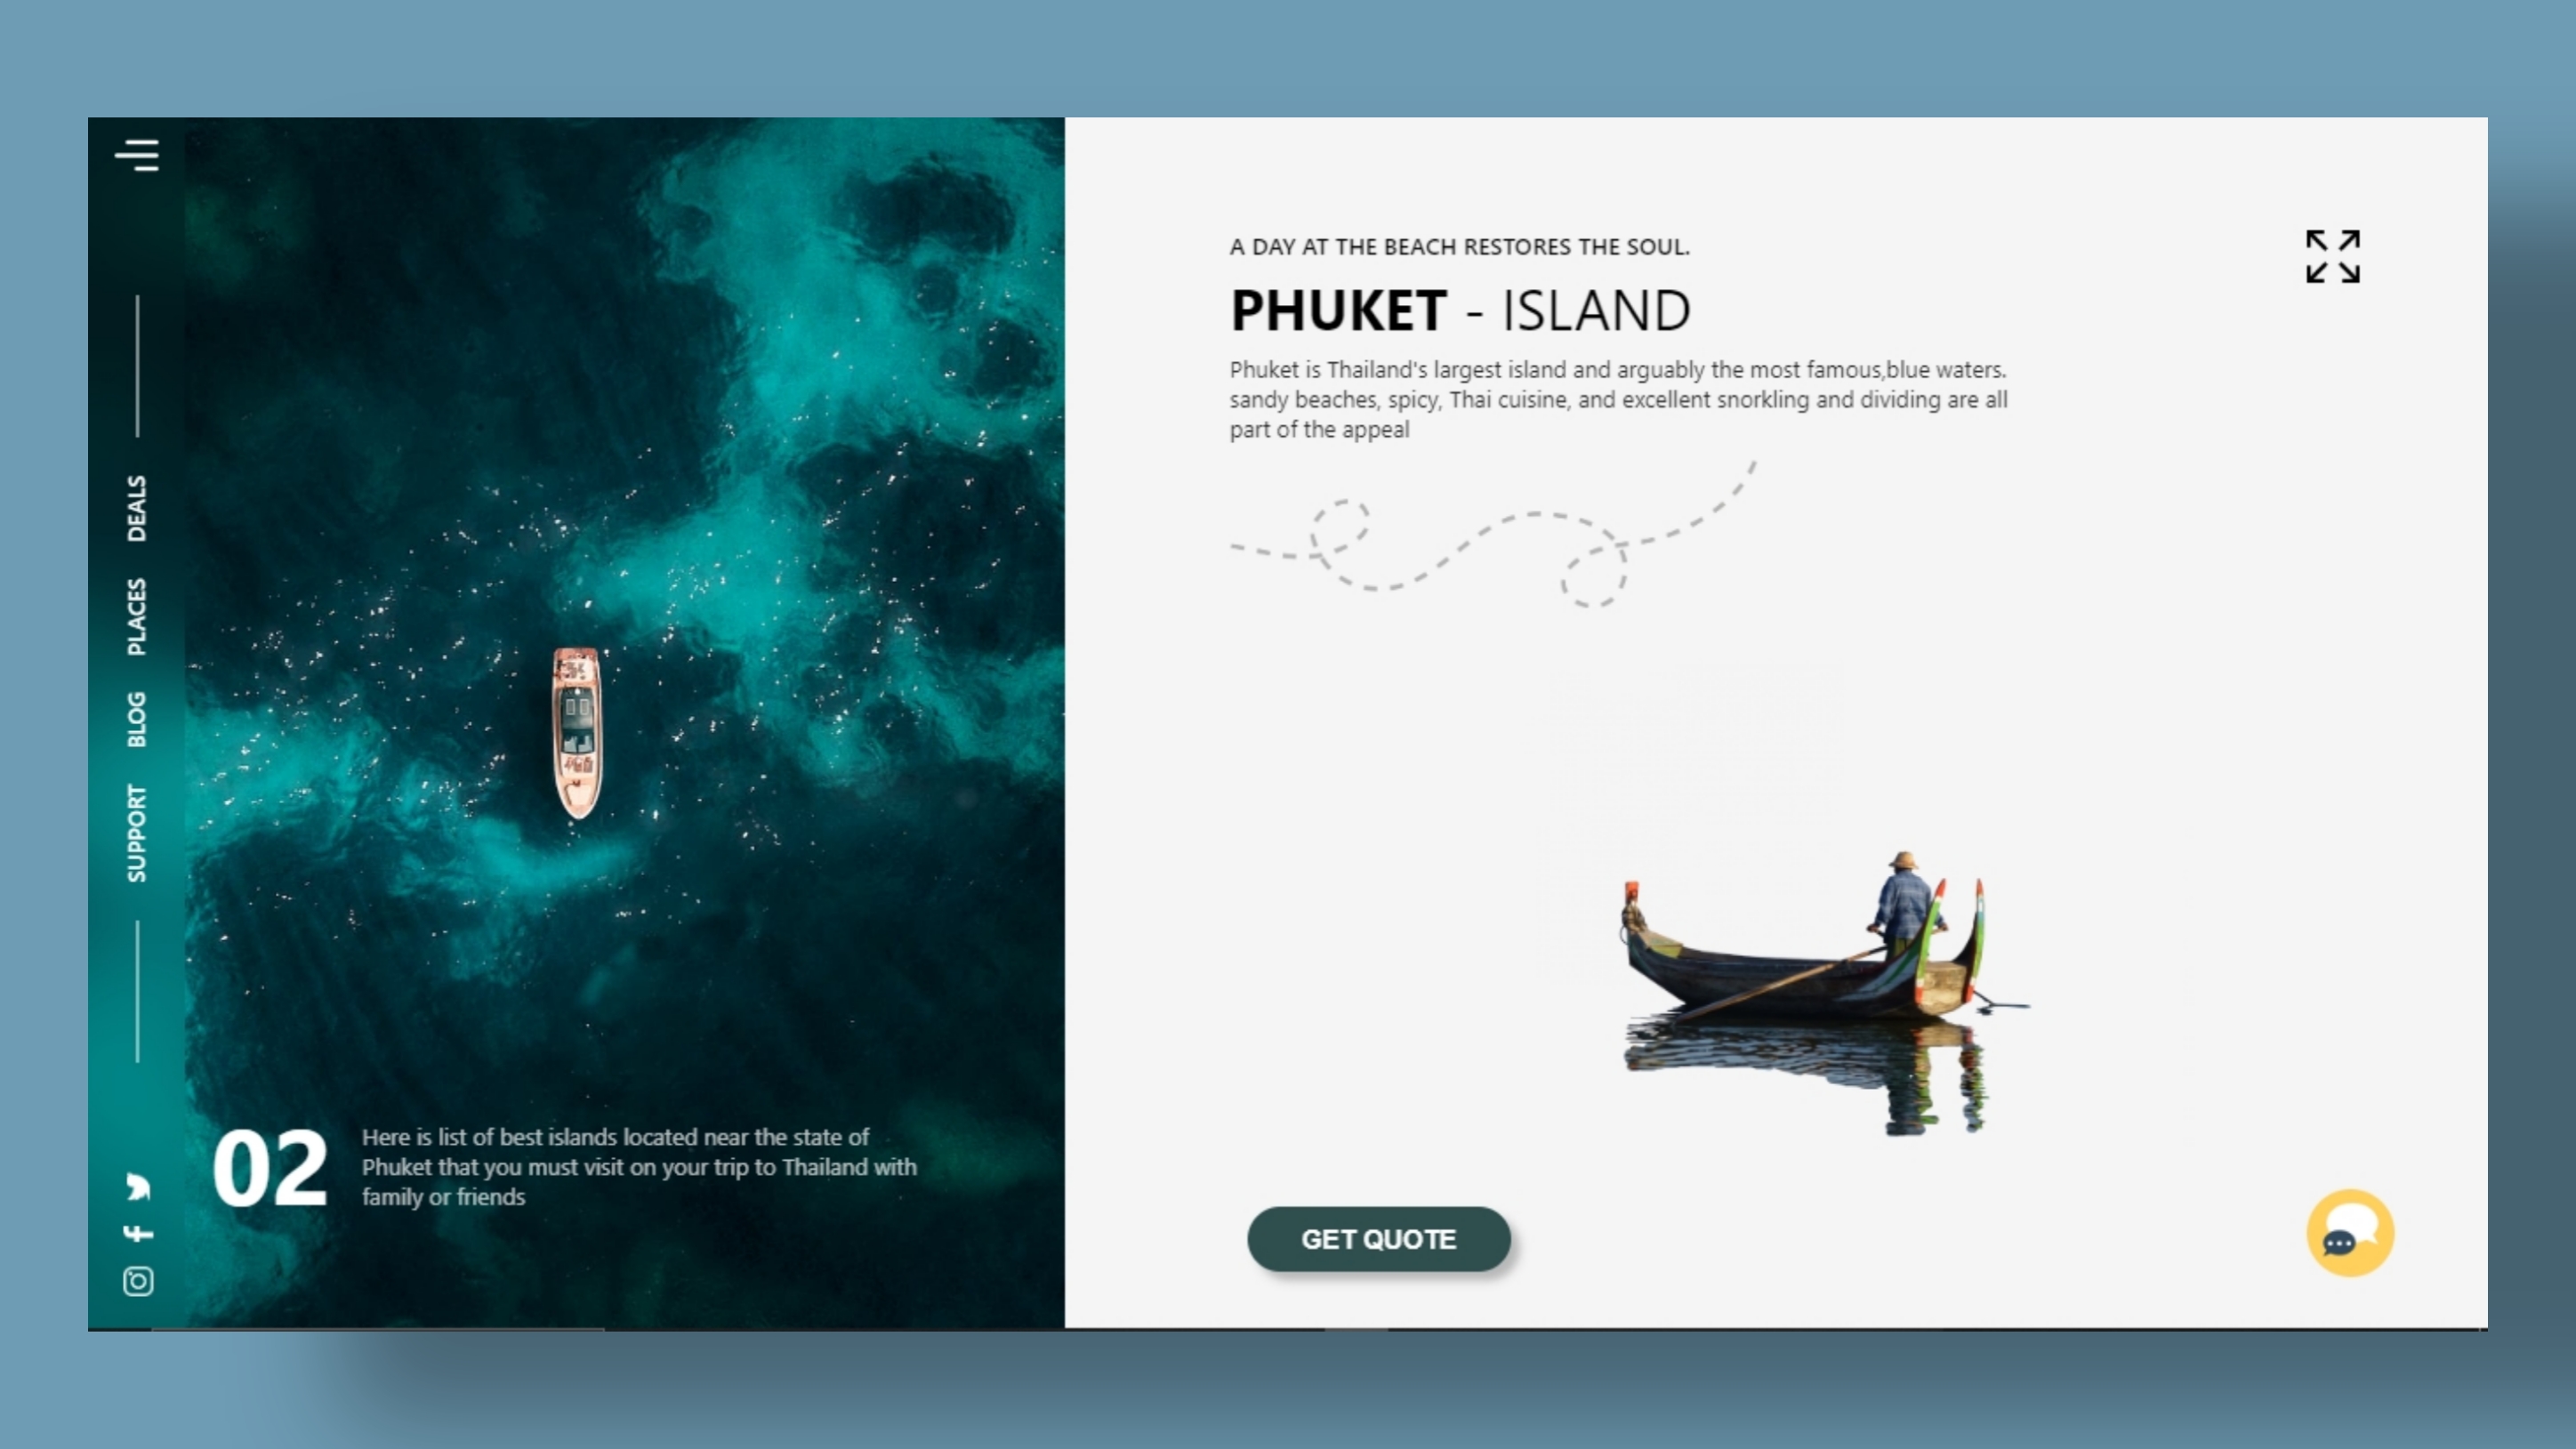 DEALS
PLACES
BLOG
SUPPORT
02
Here is list of best islands located near the state of
Phuket that you must visit on your trip to Thailand with
family or friends
A DAY AT THE BEACH RESTORES THE SOUL.
PHUKET - ISLAND
Phuket is Thailand's largest island and arguably the most famous,blue waters.
sandy beaches, spicy, Thai cuisine, and excellent snorkling and dividing are all
part of the appeal
GET QUOTE